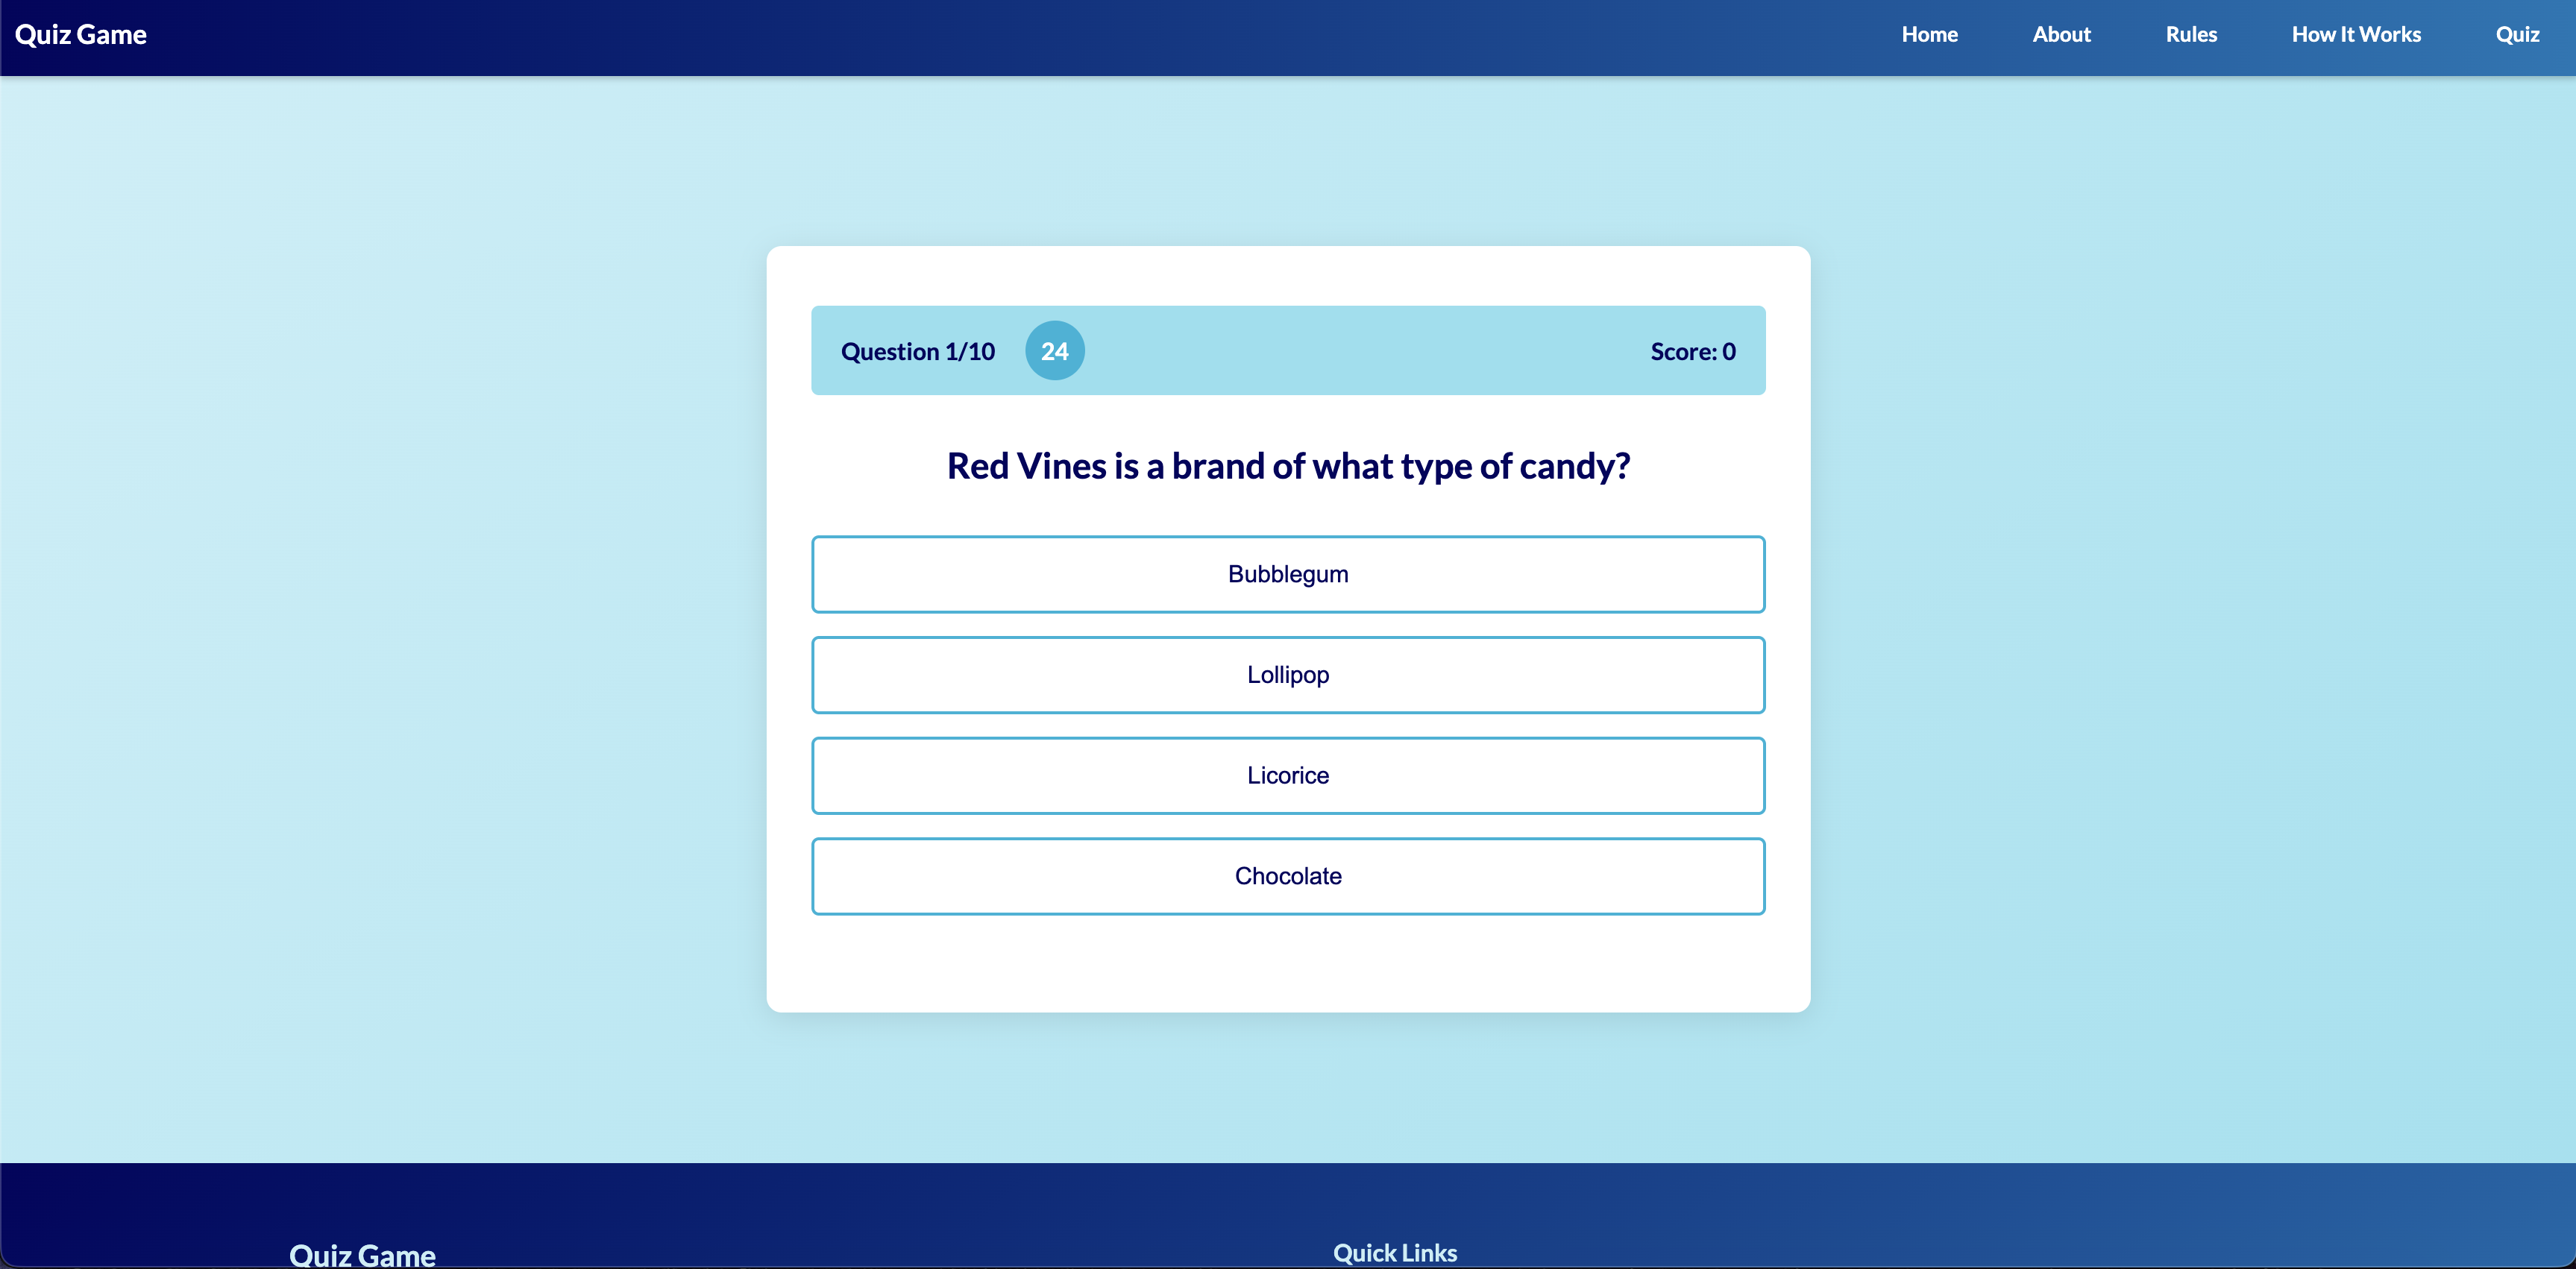 Quiz Game
Home About Rules How It Works Quiz
Question 1/10 24 Score: 0
Red Vines is a brand of what type of candy?
Bubblegum
Lollipop
Licorice
Chocolate
Quiz Game
Quick Links